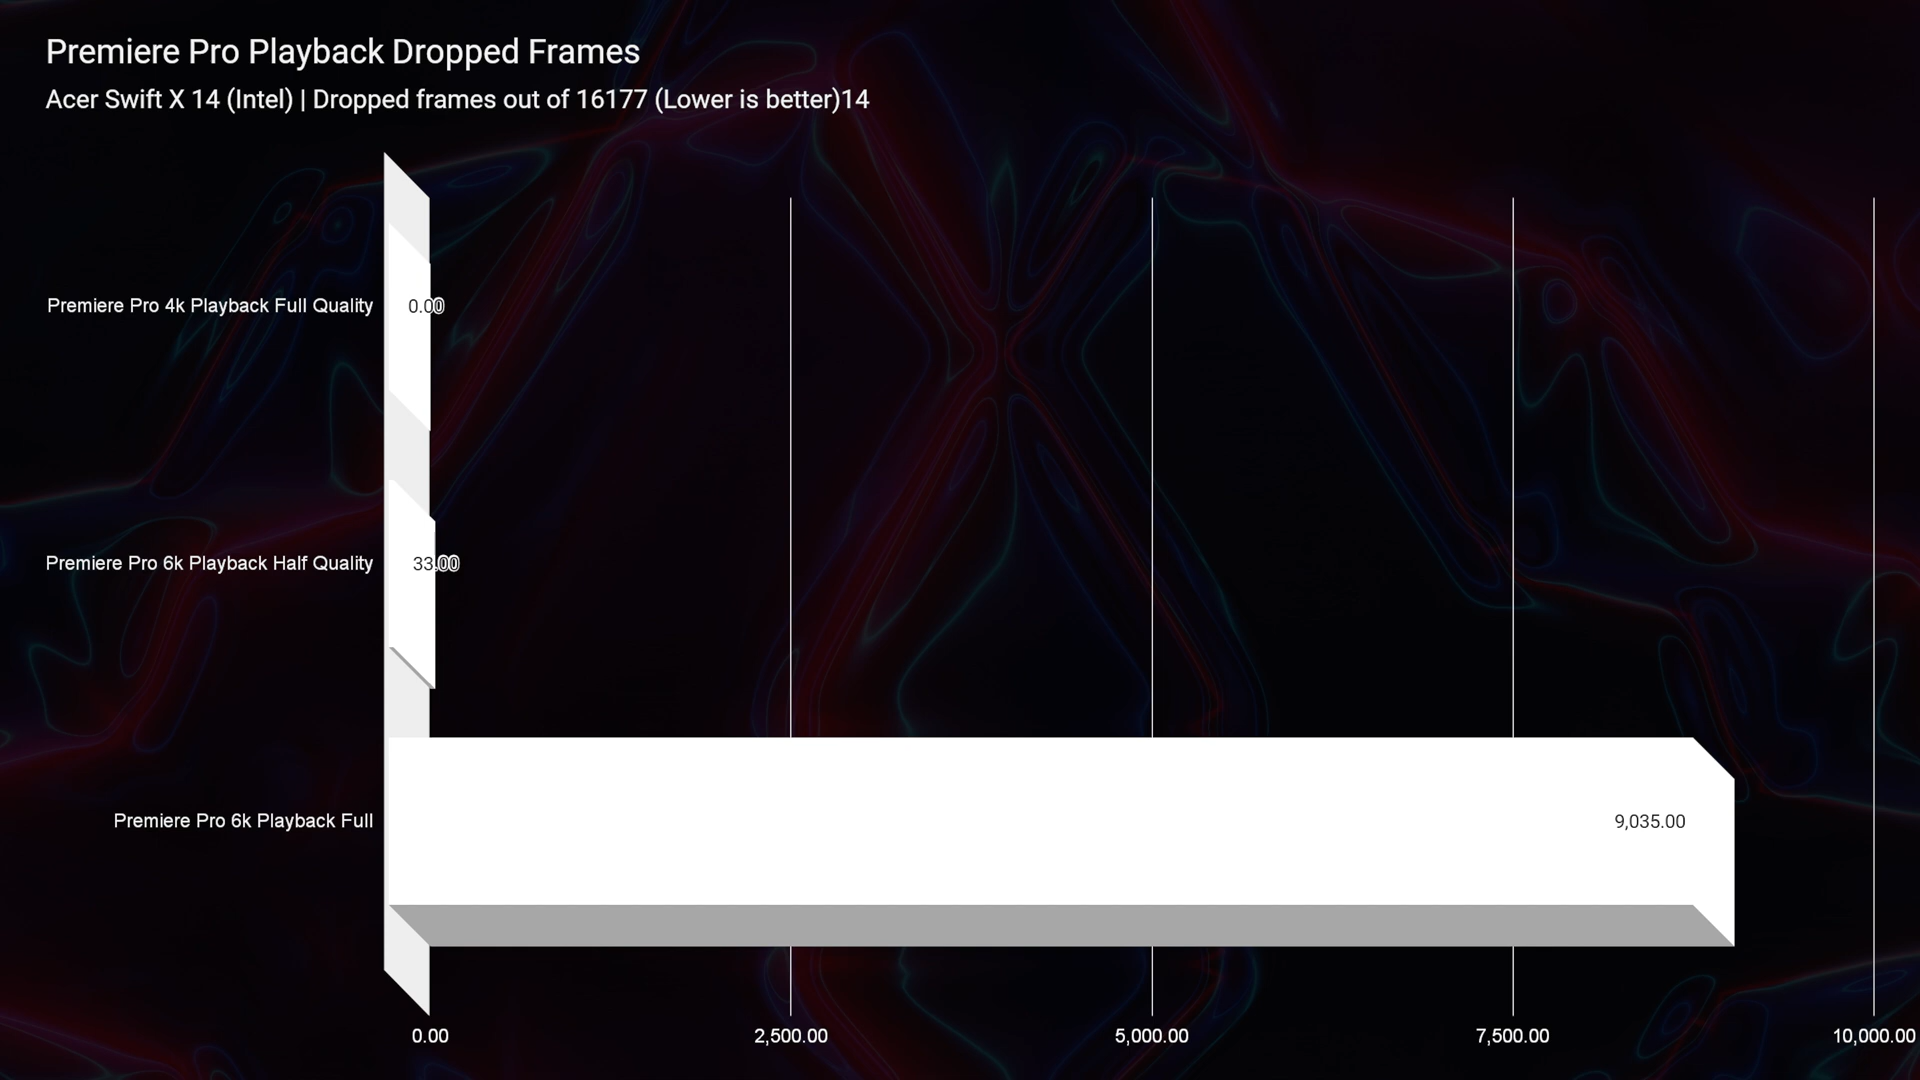 Premiere Pro Playback Dropped Frames
Acer Swift X 14 (Intel) | Dropped frames out of 16177 (Lower is better)14
Premiere Pro 4k Playback Full Quality
0.00
Premiere Pro 6k Playback Half Quality
33.00
Premiere Pro 6k Playback Full
9,035.00
0.00
2,500.00
5,000.00
7,500.00
10,000.00